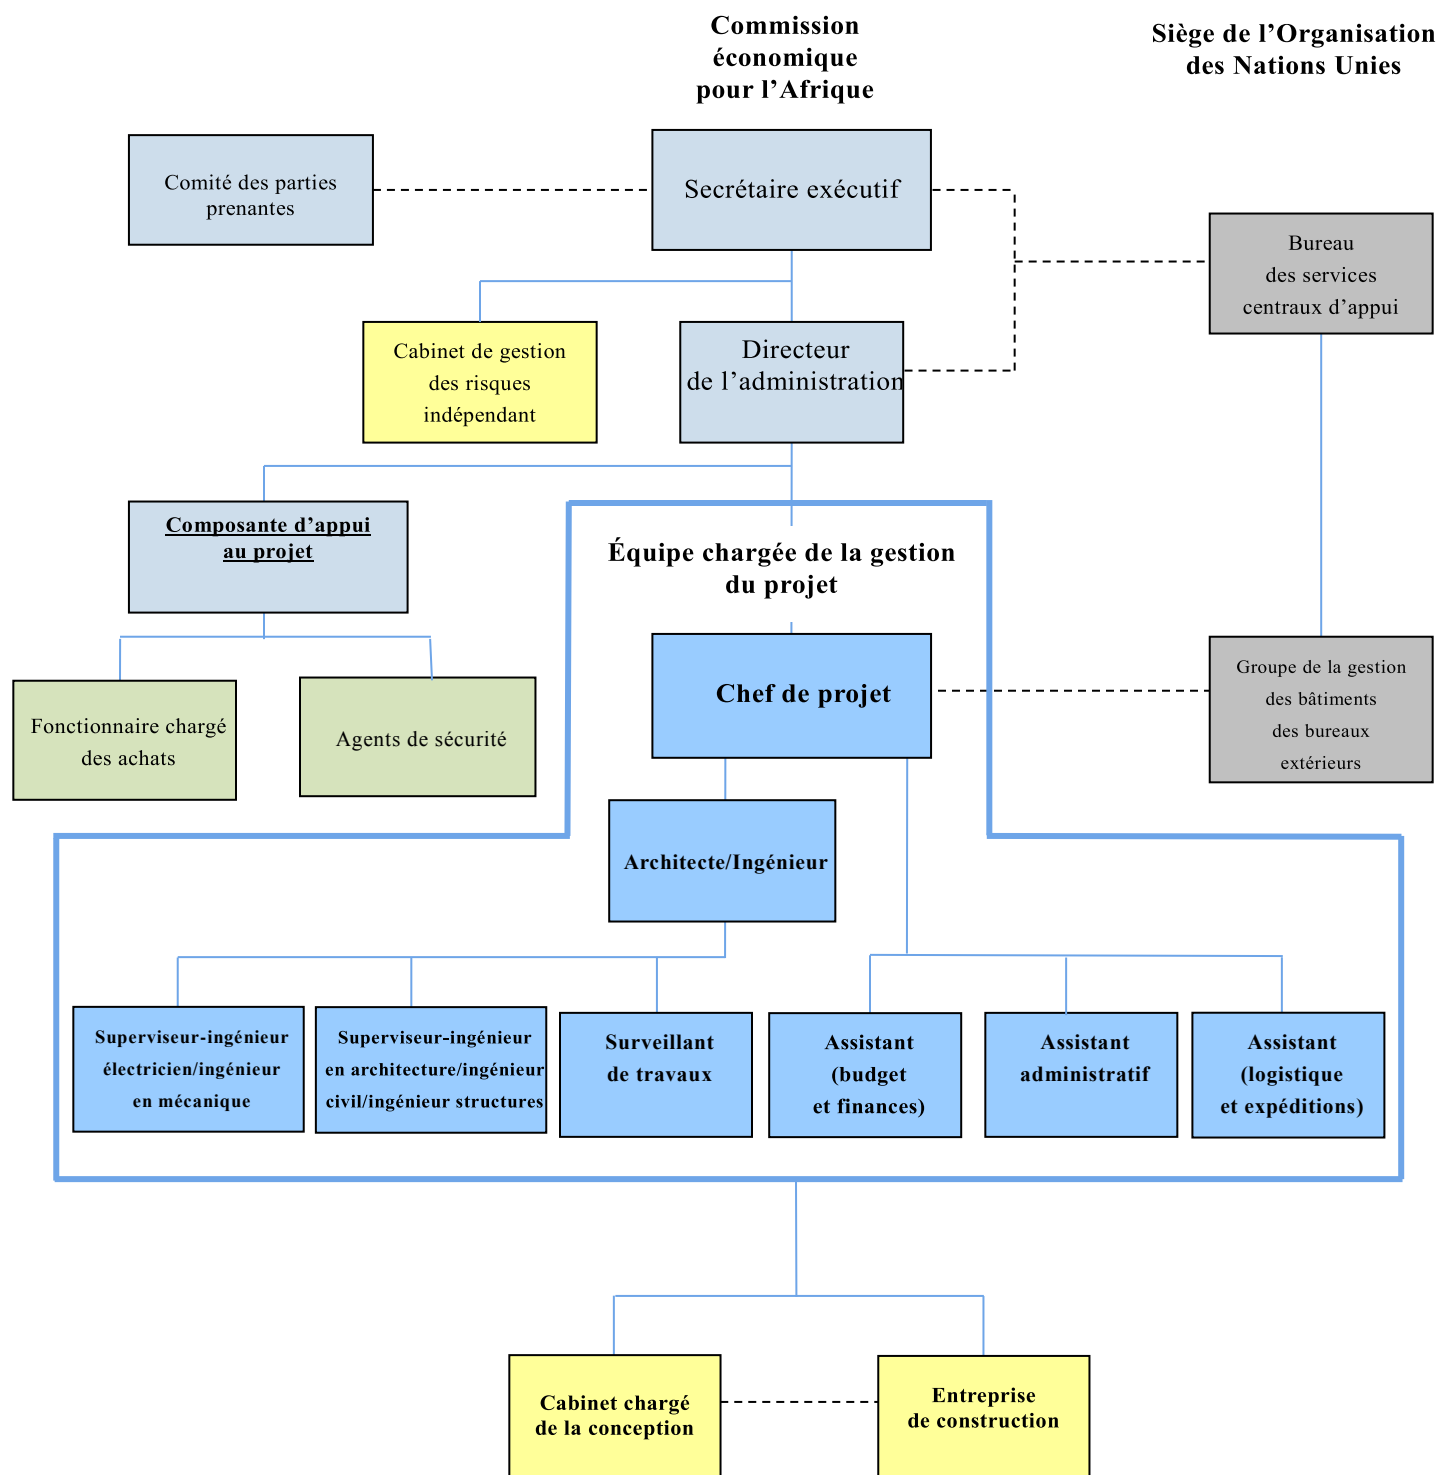 Commission
économique
pour l’Afrique
Siège de l’Organisation
des Nations Unies
Comité des parties
prenantes
Secrétaire exécutif
Bureau
des services
centraux d’appui
Cabinet de gestion
des risques
indépendant
Directeur
de l’administration
Composante d’appui
au projet
Équipe chargée de la gestion
du projet
Fonctionnaire chargé
des achats
Agents de sécurité
Chef de projet
Groupe de la gestion
des bâtiments
des bureaux
extérieurs
Architecte/Ingénieur
Superviseur-ingénieur
électricien/ingénieur
en mécanique
Superviseur-ingénieur
en architecture/ingénieur
civil/ingénieur structures
Surveillant
de travaux
Assistant
(budget
et finances)
Assistant
administratif
Assistant
(logistique
et expéditions)
Cabinet chargé
de la conception
Entreprise
de construction